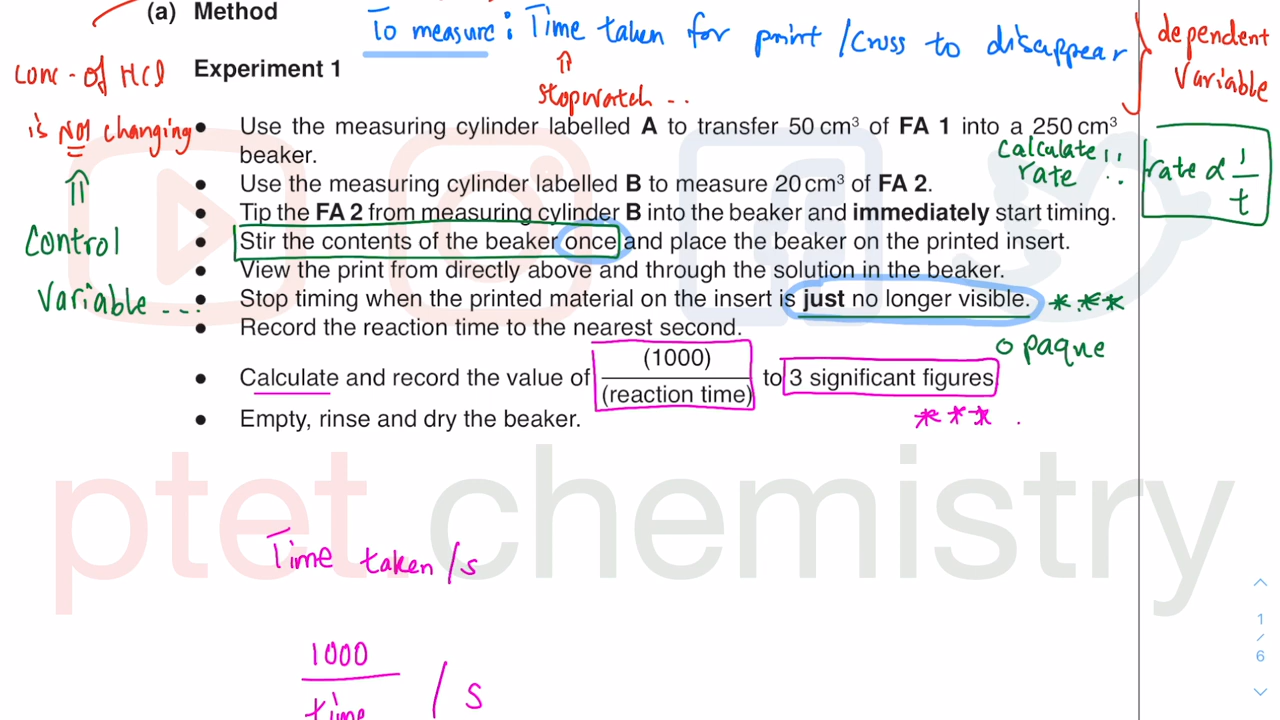 (a) Method
To measure : Time taken for print / cross to disappear
dependent
Variable
conc. of HCl
is NOT changing
Experiment 1
Stopwatch ..
Control
Variable ...
• Use the measuring cylinder labelled A to transfer 50 cm³ of FA 1 into a 250 cm³
beaker.
Calculate !!
rate
rate ∝ 1/t
• Use the measuring cylinder labelled B to measure 20 cm³ of FA 2.
• Tip the FA 2 from measuring cylinder B into the beaker and immediately start timing.
• Stir the contents of the beaker once and place the beaker on the printed insert.
• View the print from directly above and through the solution in the beaker.
• Stop timing when the printed material on the insert is just no longer visible.
***
• Record the reaction time to the nearest second.
opaque
• Calculate and record the value of (1000)/(reaction time) to 3 significant figures
***
• Empty, rinse and dry the beaker.
ptet.chemistry
Time taken / s
1000
time / s
1
/
6